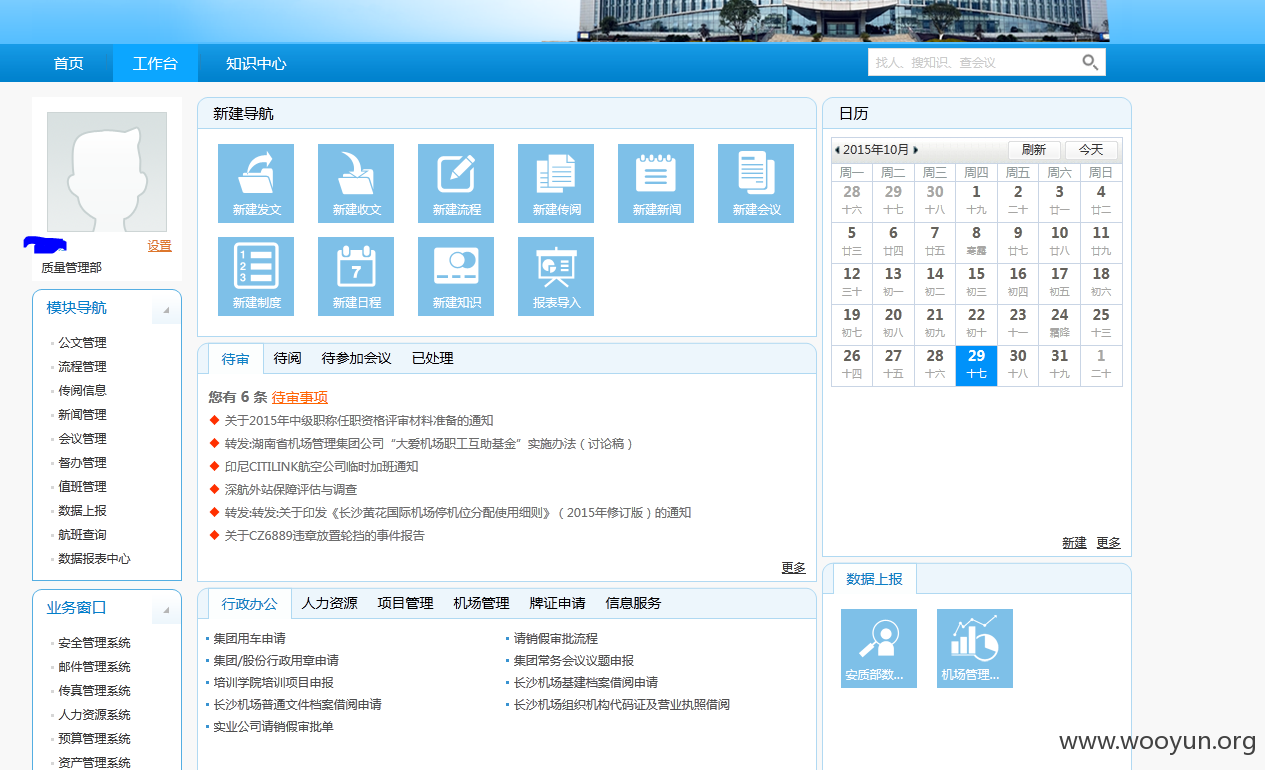 首页 工作台 知识中心 找人、搜知识、查会议
设置
质量管理部
模块导航
公文管理
流程管理
传阅信息
新闻管理
会议管理
督办管理
值班管理
数据上报
航班查询
数据报表中心
业务窗口
安全管理系统
邮件管理系统
传真管理系统
人力资源系统
预算管理系统
资产管理系统
新建导航
新建发文 新建收文 新建流程 新建传阅 新建新闻 新建会议
1
2
3
7
新建制度 新建日程 新建知识 报表导入
待审 待阅 待参加会议 已处理
您有 6 条 待审事项
关于2015年中级职称任职资格评审材料准备的通知
转发:湖南省机场管理集团公司“大爱机场职工互助基金”实施办法（讨论稿）
印尼CITILINK航空公司临时加班通知
深航外站保障评估与调查
转发:转发:关于印发《长沙黄花国际机场停机位分配使用细则》（2015年修订版）的通知
关于CZ6889违章放置轮挡的事件报告
更多
行政办公 人力资源 项目管理 机场管理 牌证申请 信息服务
集团用车申请 请销假审批流程
集团/股份行政用章申请 集团常务会议议题申报
培训班、培训项目申报 长沙机场基建档案借阅申请
长沙机场普通文件档案借阅申请 长沙机场组织机构代码证及营业执照借阅
实业公司请销假审批单
日历
2015年10月 刷新 今天
周一 周二 周三 周四 周五 周六 周日
28 29 30 1 2 3 4
十六 十七 十八 十九 二十 廿一 廿二
5 6 7 8 9 10 11
廿三 廿四 廿五 寒露 廿七 廿八 廿九
12 13 14 15 16 17 18
三十 初一 初二 初三 初四 初五 初六
19 20 21 22 23 24 25
初七 初八 初九 初十 十一 霜降 十三
26 27 28 29 30 31 1
十四 十五 十六 十七 十八 十九 二十
新建 更多
数据上报
安质部数... 机场管理...
www.wooyun.org